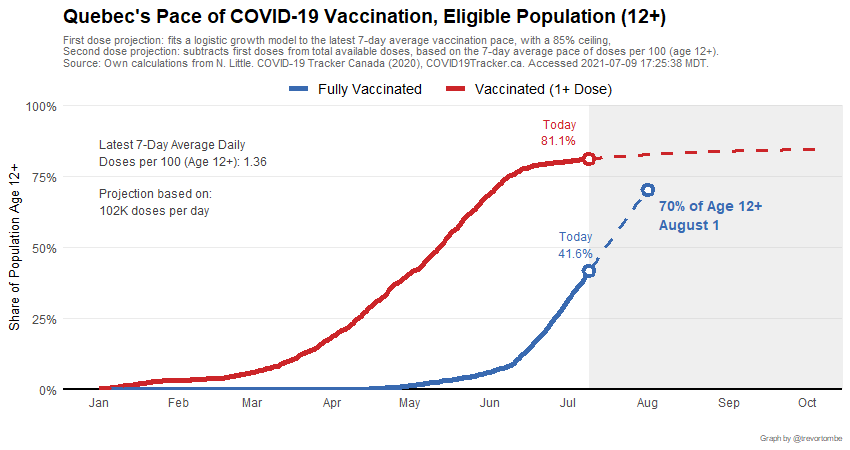 Quebec's Pace of COVID-19 Vaccination, Eligible Population (12+)
First dose projection: fits a logistic growth model to the latest 7-day average vaccination pace, with a 85% ceiling,
Second dose projection: subtracts first doses from total available doses, based on the 7-day average pace of doses per 100 (age 12+).
Source: Own calculations from N. Little. COVID-19 Tracker Canada (2020), COVID19Tracker.ca. Accessed 2021-07-09 17:25:38 MDT.
Fully Vaccinated
Vaccinated (1+ Dose)
100%
75%
50%
25%
0%
Share of Population Age 12+
Latest 7-Day Average Daily
Doses per 100 (Age 12+): 1.36
Projection based on:
102K doses per day
Today
81.1%
70% of Age 12+
August 1
Today
41.6%
Jan
Feb
Mar
Apr
May
Jun
Jul
Aug
Sep
Oct
Graph by @trevortombe